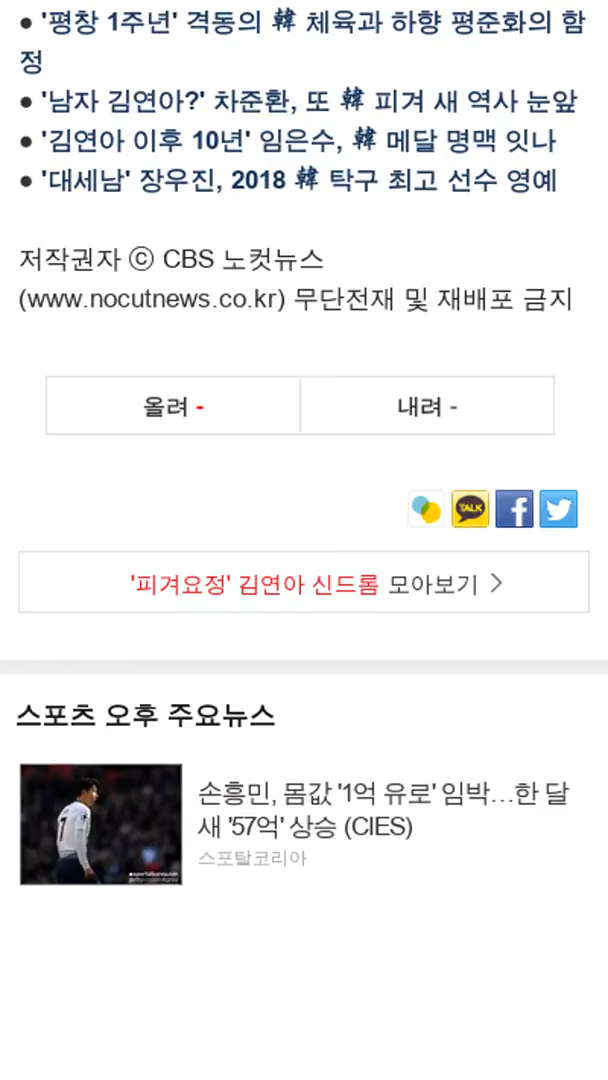 ● '평창 1주년' 격동의 韓 체육과 하향 평준화의 함
정
● '남자 김연아?' 차준환, 또 韓 피겨 새 역사 눈앞
● '김연아 이후 10년' 임은수, 韓 메달 명맥 잇나
● '대세남' 장우진, 2018 韓 탁구 최고 선수 영예
저작권자 ⓒ CBS 노컷뉴스
(www.nocutnews.co.kr) 무단전재 및 재배포 금지
올려 - 내려 -
TALK
'피겨요정' 김연아 신드롬 모아보기 >
스포츠 오후 주요뉴스
손흥민, 몸값 '1억 유로' 임박…한 달
새 '57억' 상승 (CIES)
스포탈코리아
7